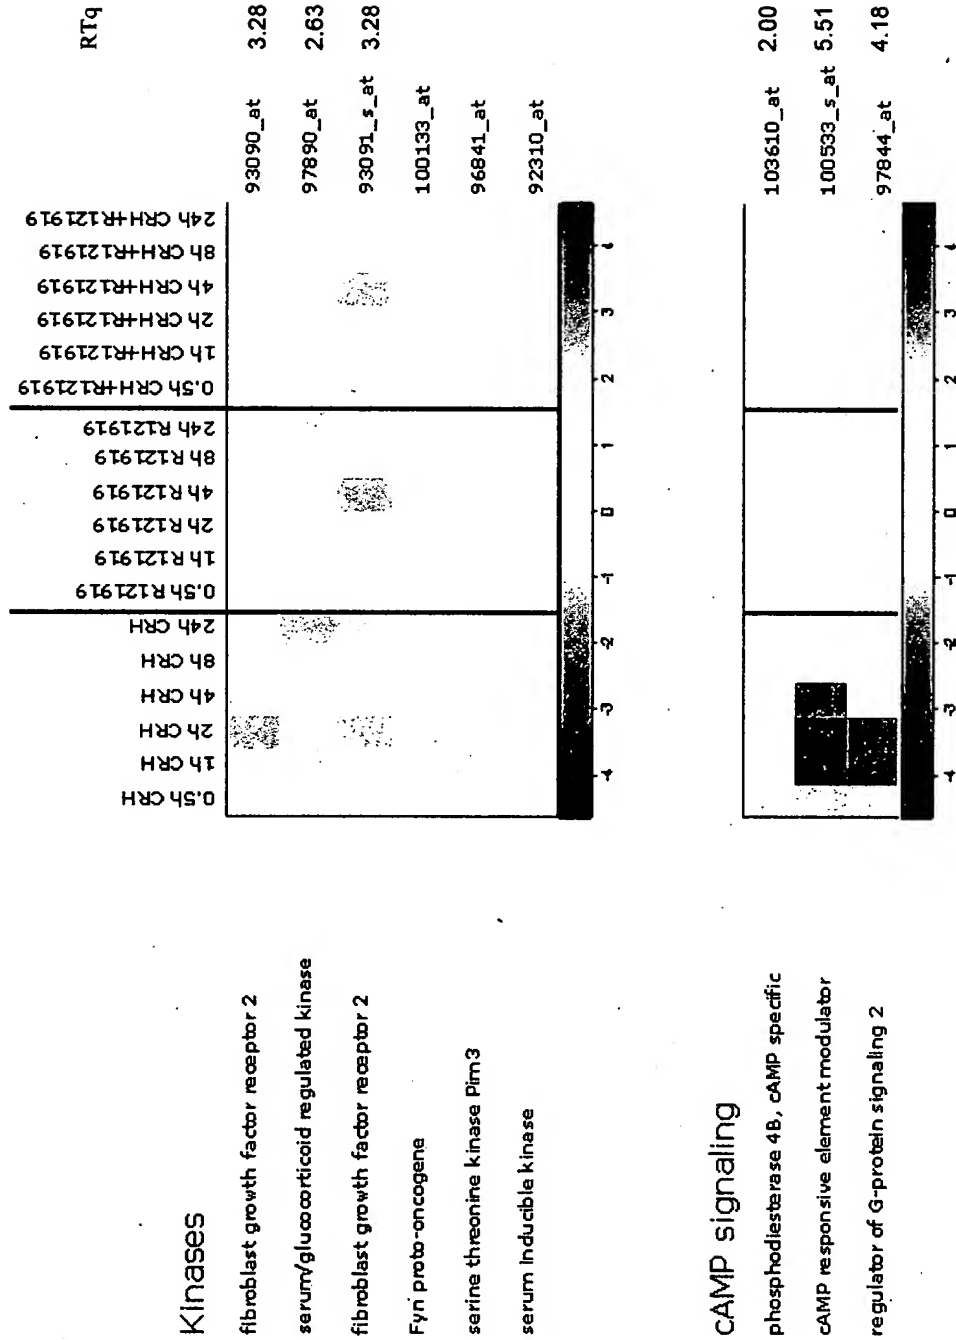 0.5h CRH
1h CRH
2h CRH
4h CRH
8h CRH
24h CRH
0.5h R121919
1h R121919
2h R121919
4h R121919
8h R121919
24h R121919
0.5h CRH+R121919
1h CRH+R121919
2h CRH+R121919
4h CRH+R121919
8h CRH+R121919
24h CRH+R121919
RTq
Kinases
fibroblast growth factor receptor 2 93090_at 3.28
serum/glucocorticoid regulated kinase 97890_at 2.63
fibroblast growth factor receptor 2 93091_s_at 3.28
Fyn proto-oncogene 100133_at
serine threonine kinase Pim3 96841_at
serum Inducible kinase 92310_at
-4 -3 -2 -1 0 1 2 3 4
cAMP signaling
phosphodiesterase 4B, cAMP specific 103610_at 2.00
cAMP responsive element modulator 100533_s_at 5.51
regulator of G-protein signaling 2 97844_at 4.18
-4 -3 -2 -1 0 1 2 3 4